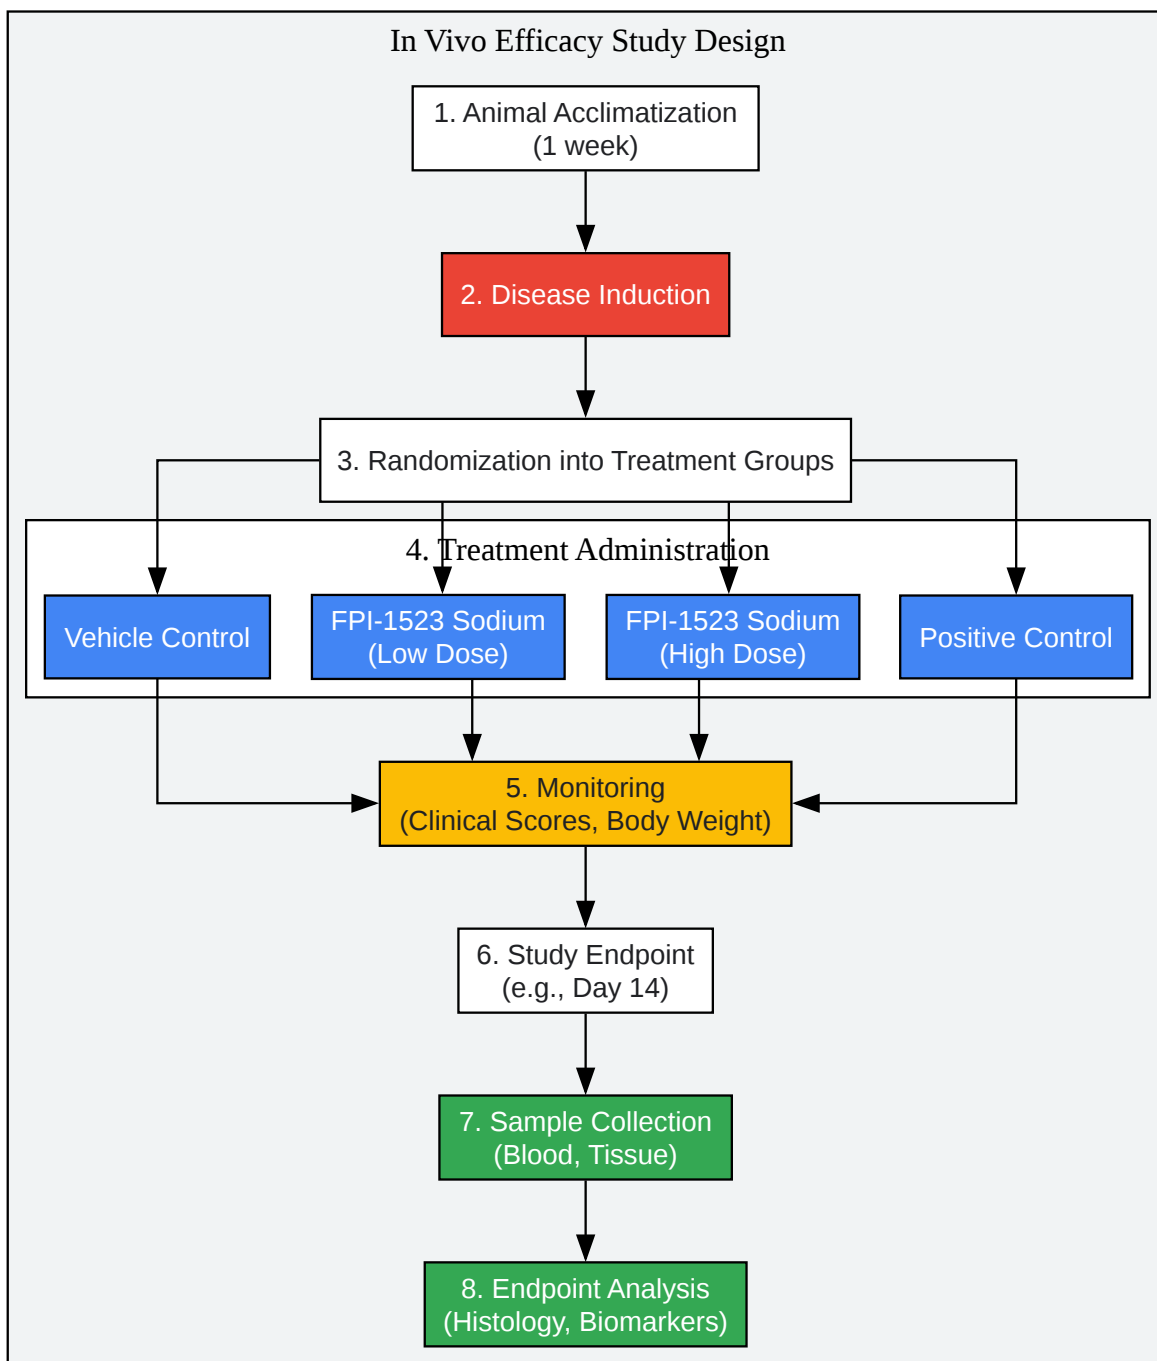 In Vivo Efficacy Study Design
1. Animal Acclimatization
(1 week)
2. Disease Induction
3. Randomization into Treatment Groups
4. Treatment Administration
Vehicle Control
FPI-1523 Sodium
(Low Dose)
FPI-1523 Sodium
(High Dose)
Positive Control
5. Monitoring
(Clinical Scores, Body Weight)
6. Study Endpoint
(e.g., Day 14)
7. Sample Collection
(Blood, Tissue)
8. Endpoint Analysis
(Histology, Biomarkers)